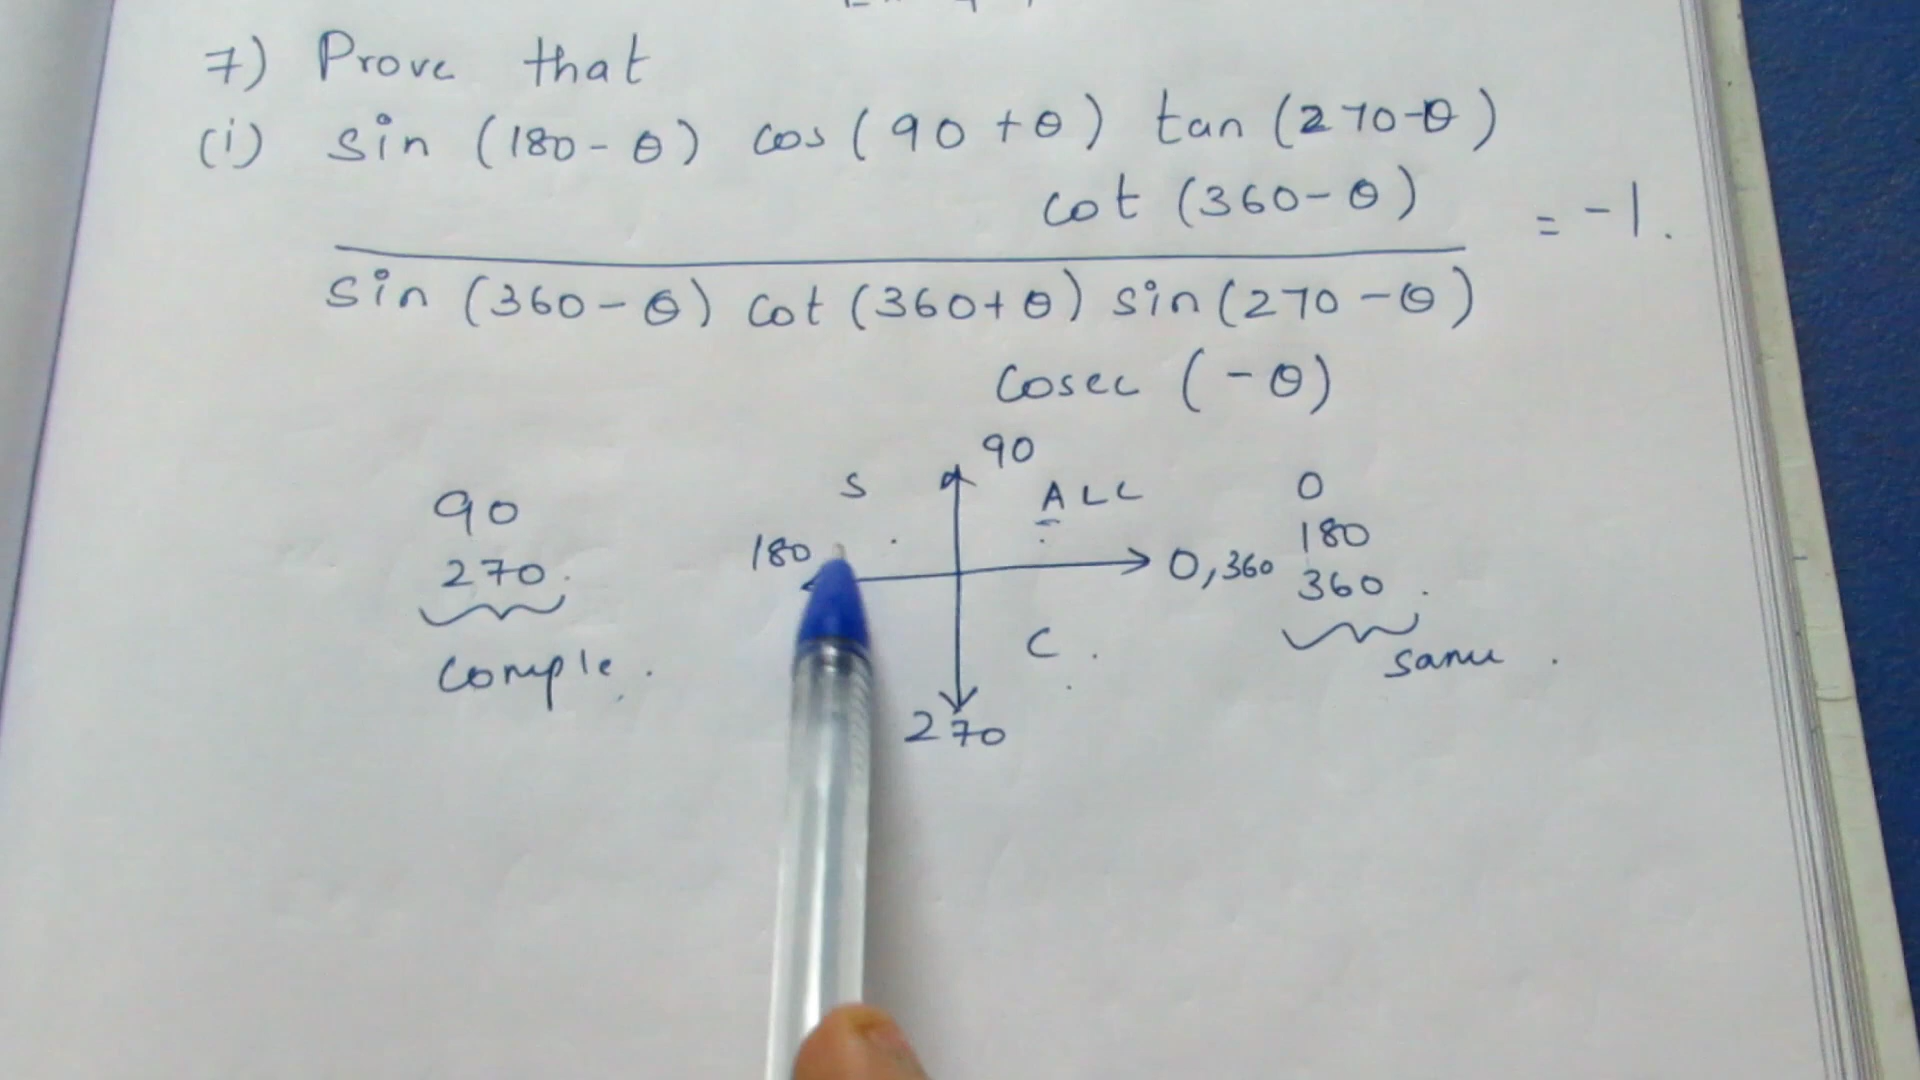 7) Prove that
(i) sin (180 - θ) cos (90 + θ) tan (270-θ)
cot (360-θ)
= -1.
sin (360 - θ) cot (360+ θ) sin (270 - θ)
cosec (-θ)
90
S
ALL
0
90
180
180
270.
0,360
360.
C.
comple.
same.
270